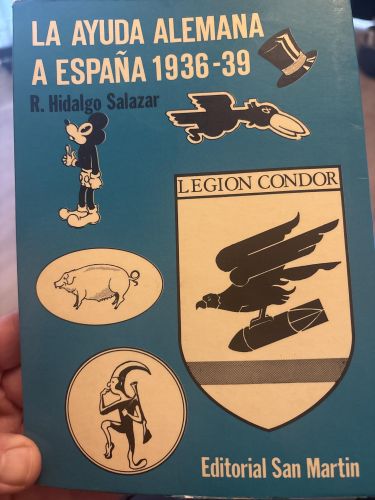 LA AYUDA ALEMANA
A ESPAÑA 1936-39
R. Hidalgo Salazar
LEGION CONDOR
Editorial San Martin